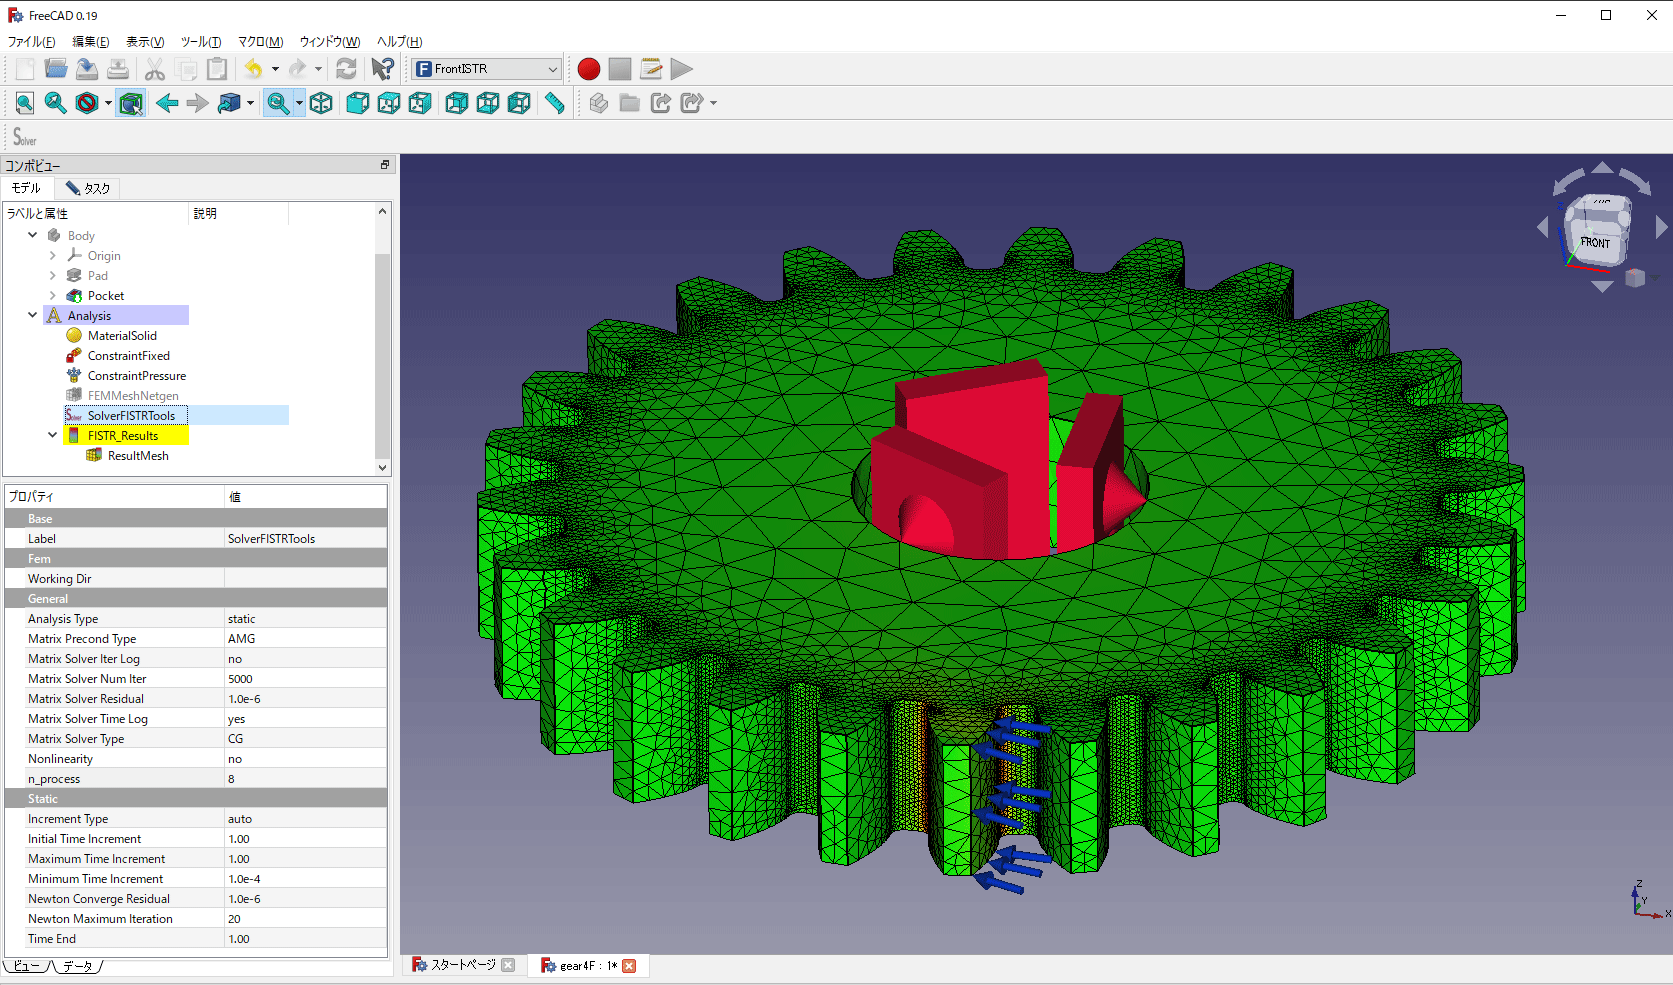 FreeCAD 0.19
ファイル(F) 編集(E) 表示(V) ツール(T) マクロ(M) ウィンドウ(W) ヘルプ(H)
FrontISTR
Solver
コンボビュー
モデル タスク
ラベルと属性 説明
Body
Origin
Pad
Pocket
Analysis
MaterialSolid
ConstraintFixed
ConstraintPressure
FEMMeshNetgen
Solver SolverFISTRTools
FISTR_Results
ResultMesh
プロパティ 値
Base
Label SolverFISTRTools
Fem
Working Dir
General
Analysis Type static
Matrix Precond Type AMG
Matrix Solver Iter Log no
Matrix Solver Num Iter 5000
Matrix Solver Residual 1.0e-6
Matrix Solver Time Log yes
Matrix Solver Type CG
Nonlinearity no
n_process 8
Static
Increment Type auto
Initial Time Increment 1.00
Maximum Time Increment 1.00
Minimum Time Increment 1.0e-4
Newton Converge Residual 1.0e-6
Newton Maximum Iteration 20
Time End 1.00
ビュー データ
Z
FRONT
Z
Y
X
スタートページ gear4F : 1*